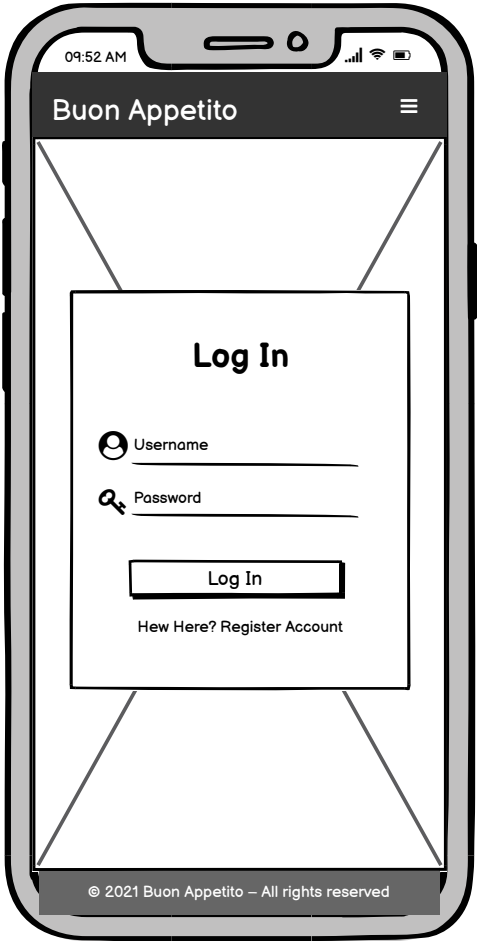 09:52 AM
Buon Appetito
Log In
Username
Password
Log In
Hew Here? Register Account
© 2021 Buon Appetito – All rights reserved